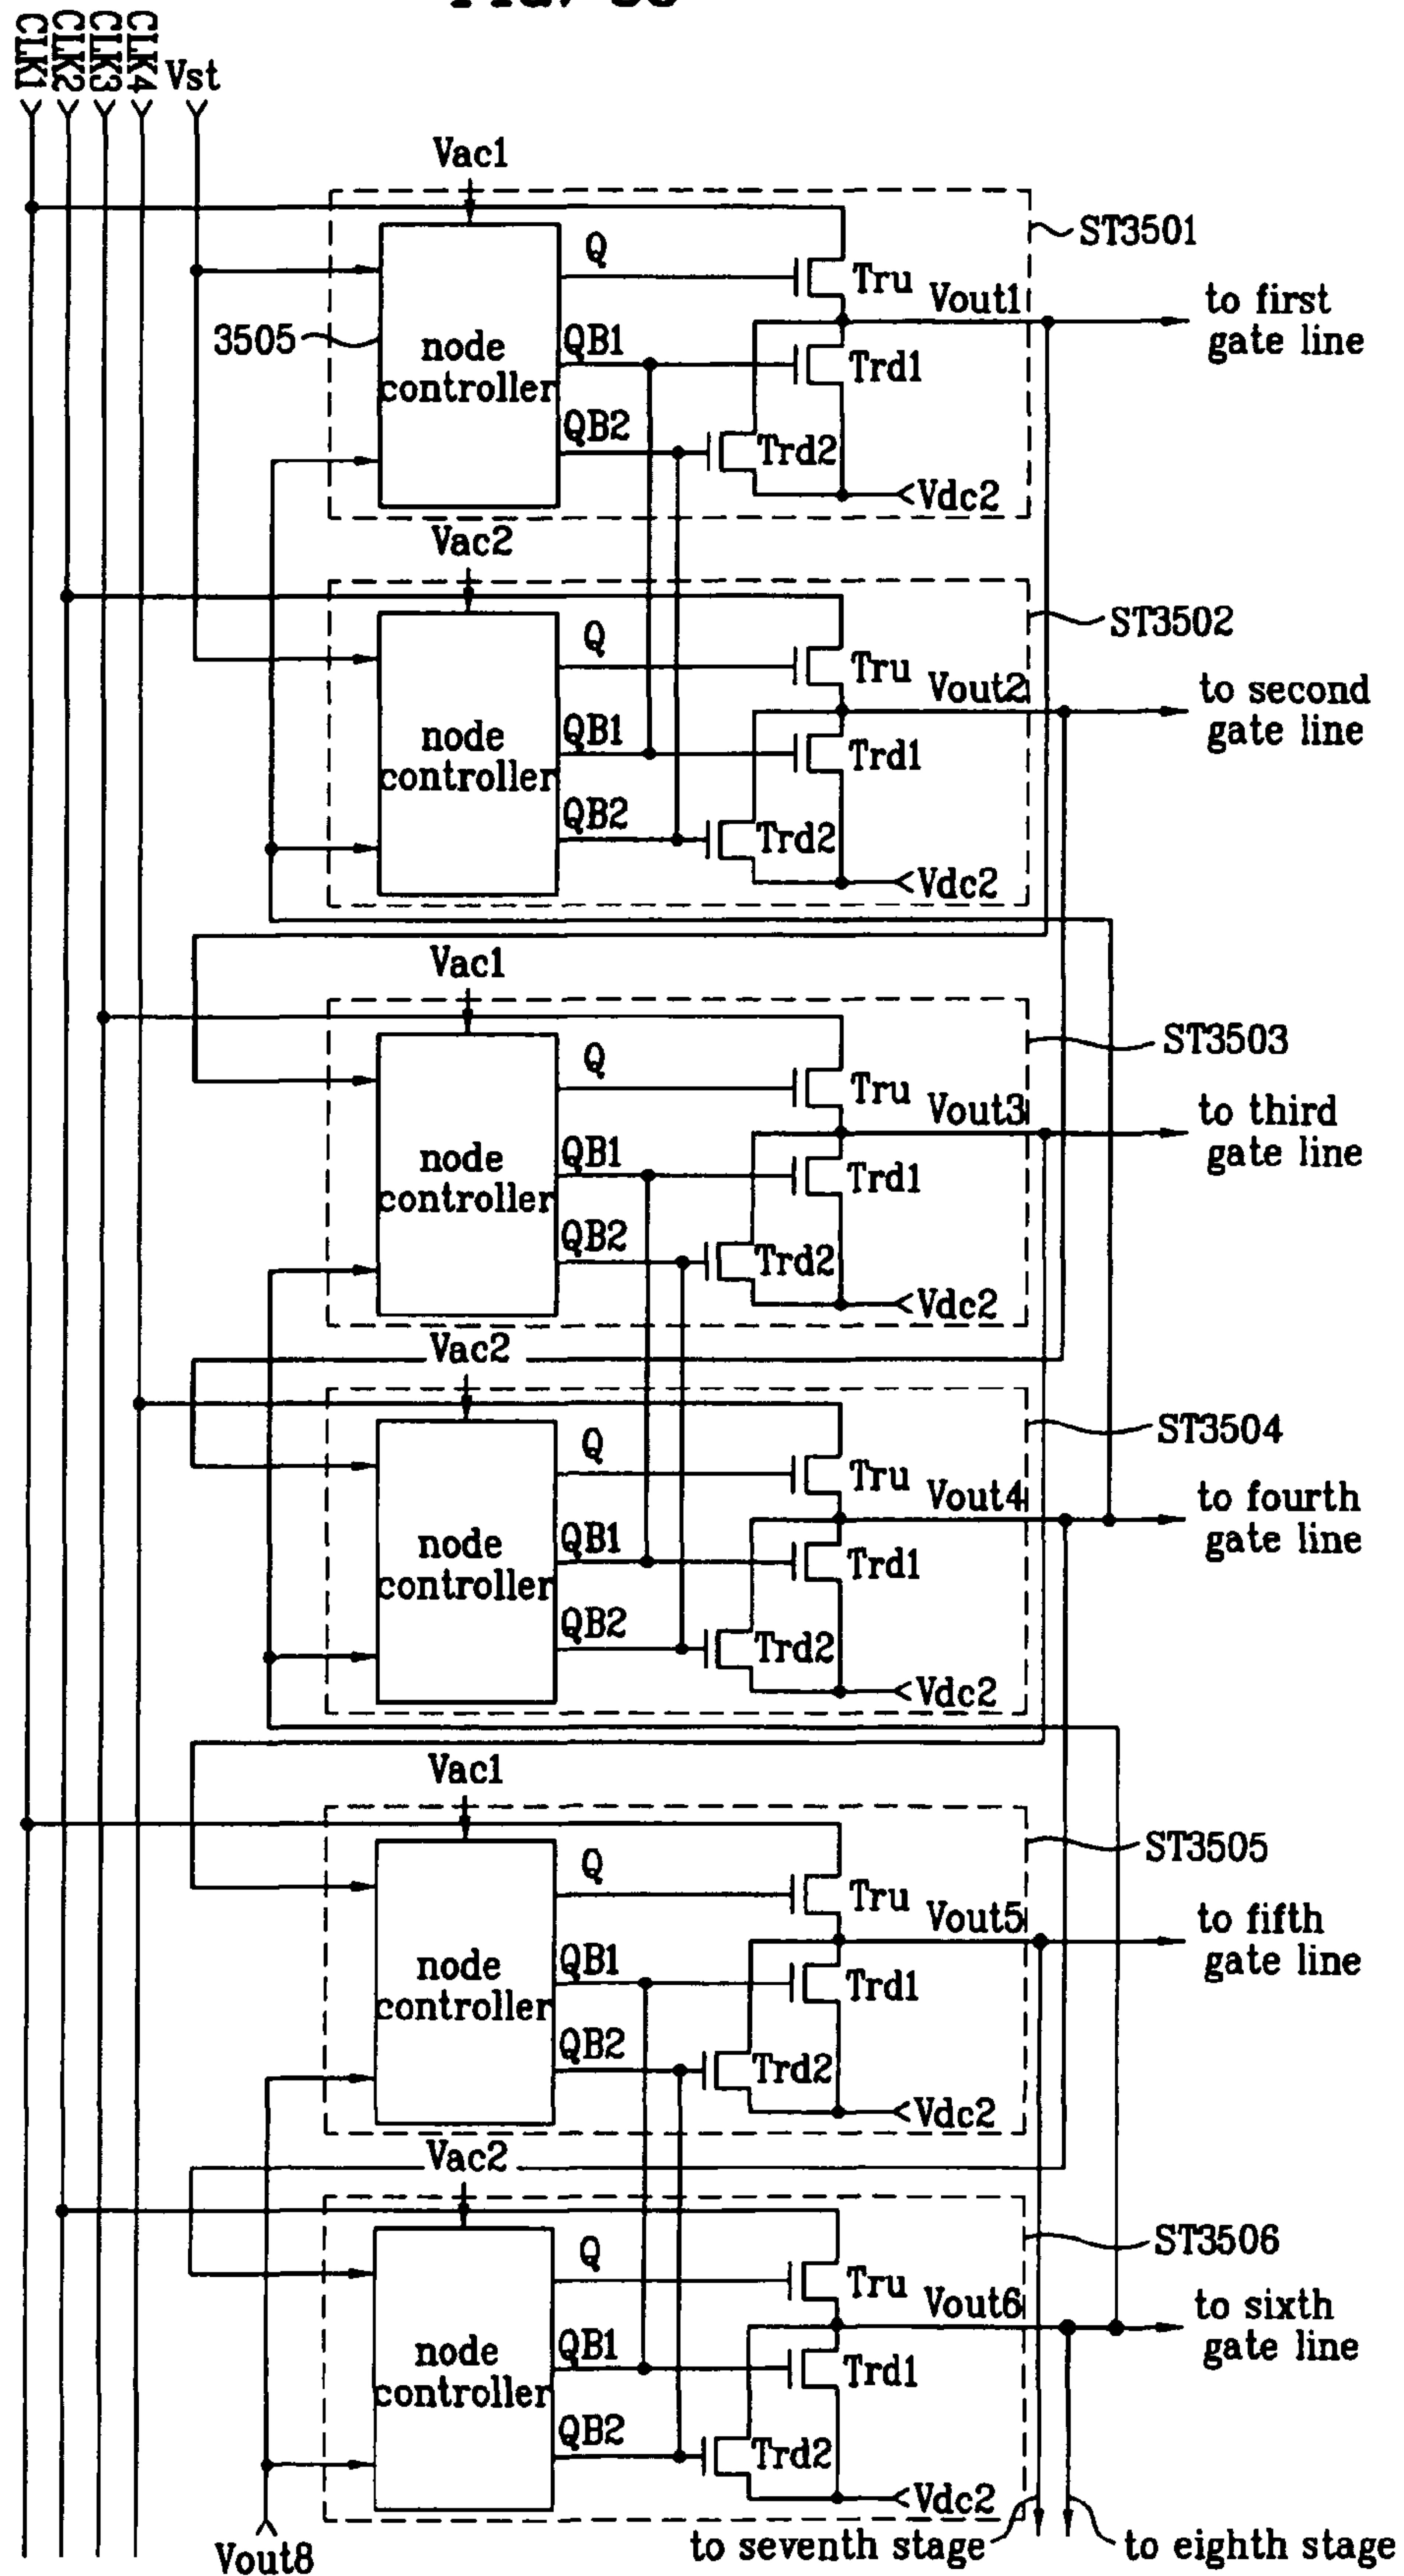 CLK1
CLK2
CLK3
CLK4
Vst
Vac1
ST3501
Q
Tru
Vout1
to first
gate line
3505
node
controller
QB1
Trd1
QB2
Trd2
Vdc2
Vac2
ST3502
Q
Tru
Vout2
to second
gate line
node
controller
QB1
Trd1
QB2
Trd2
Vdc2
Vac1
ST3503
Q
Tru
Vout3
to third
gate line
node
controller
QB1
Trd1
QB2
Trd2
Vdc2
Vac2
ST3504
Q
Tru
Vout4
to fourth
gate line
node
controller
QB1
Trd1
QB2
Trd2
Vdc2
Vac1
ST3505
Q
Tru
Vout5
to fifth
gate line
node
controller
QB1
Trd1
QB2
Trd2
Vdc2
Vac2
ST3506
Q
Tru
Vout6
to sixth
gate line
node
controller
QB1
Trd1
QB2
Trd2
Vdc2
Vout8
to seventh stage
to eighth stage